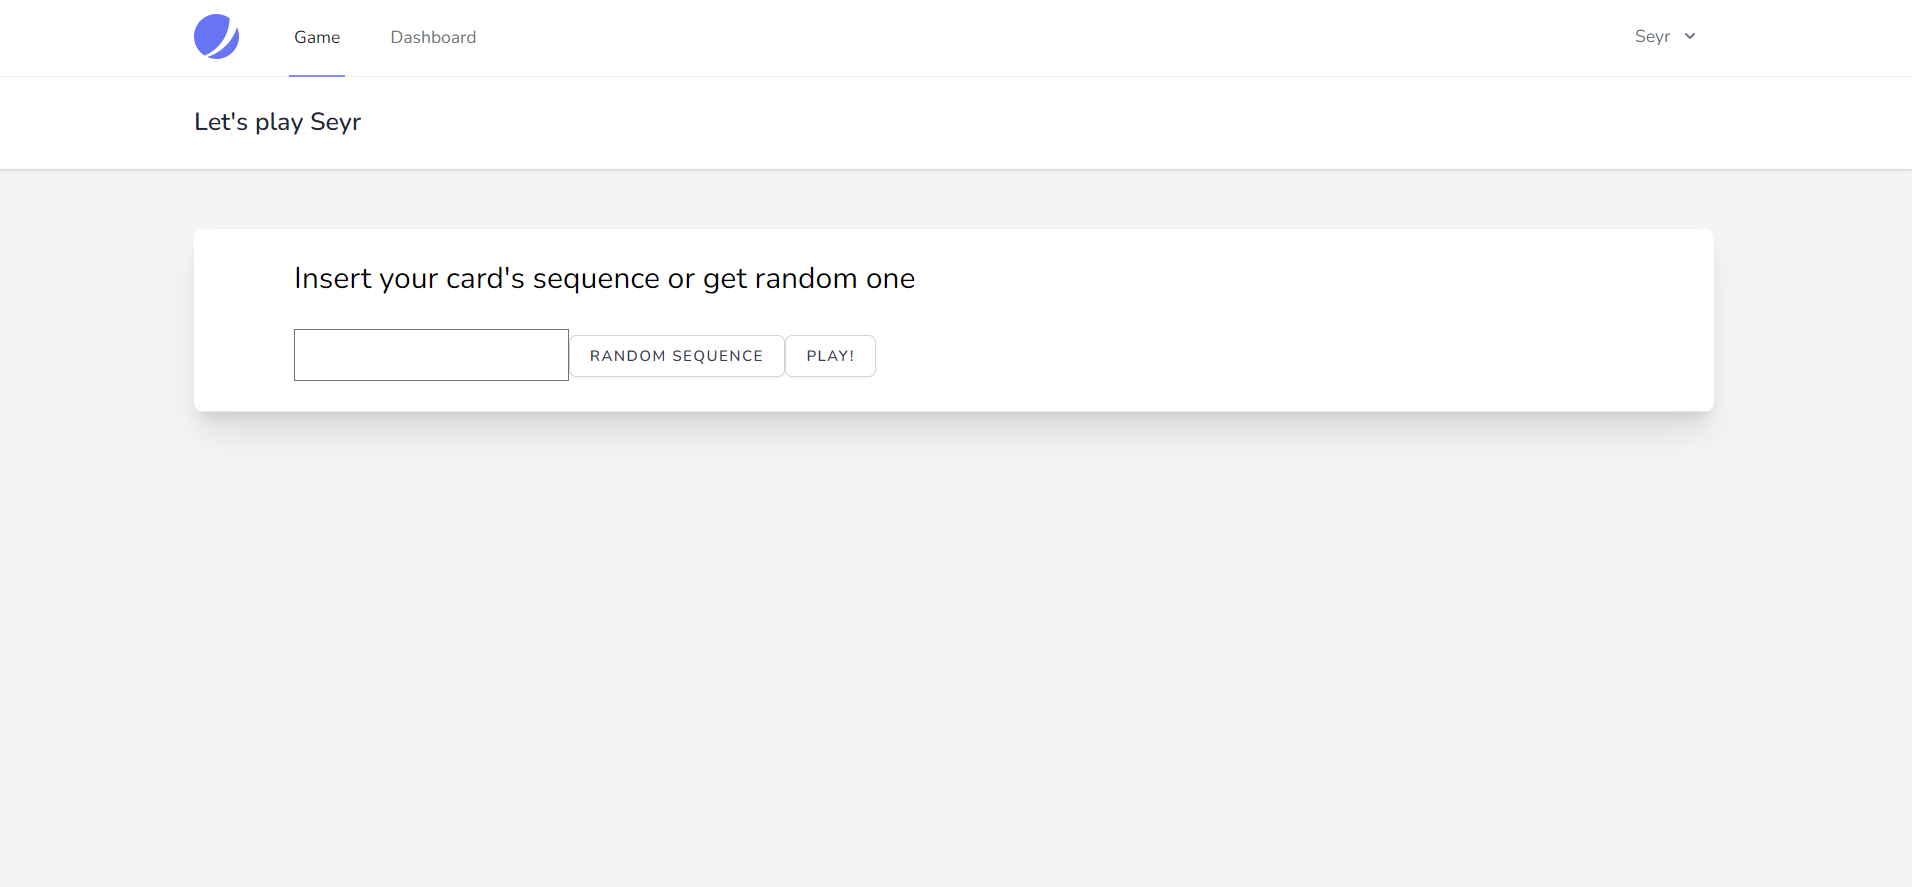 Game Dashboard Seyr
Let's play Seyr
Insert your card's sequence or get random one
RANDOM SEQUENCE PLAY!